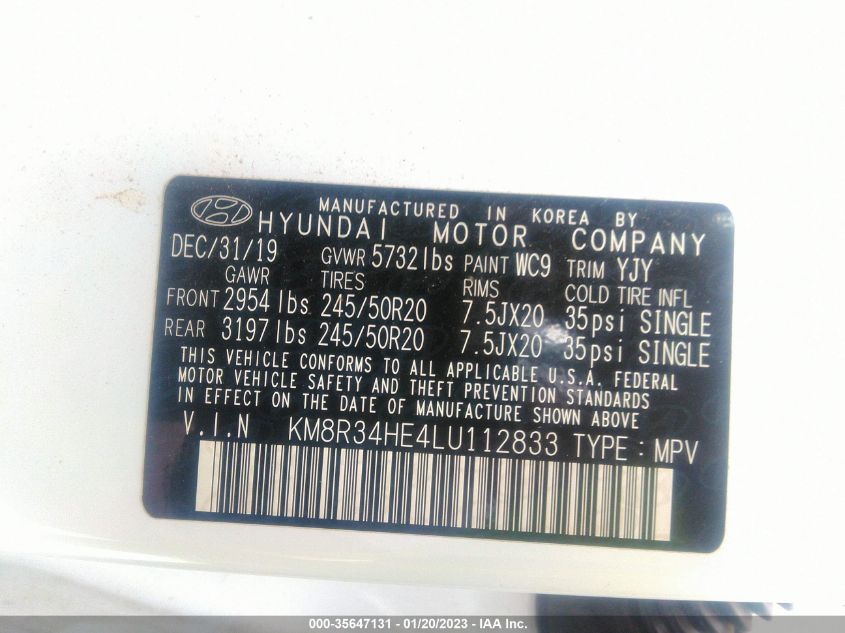 MANUFACTURED IN KOREA BY
HYUNDAI MOTOR COMPANY
DEC/31/19 GVWR 5732lbs PAINT WC9 TRIM YJY
GAWR TIRES RIMS COLD TIRE INFL
FRONT 2954lbs 245/50R20 7.5JX20 35psi SINGLE
REAR 3197lbs 245/50R20 7.5JX20 35psi SINGLE
THIS VEHICLE CONFORMS TO ALL APPLICABLE U.S.A. FEDERAL
MOTOR VEHICLE SAFETY AND THEFT PREVENTION STANDARDS
IN EFFECT ON THE DATE OF MANUFACTURE SHOWN ABOVE
V.I.N KM8R34HE4LU112833 TYPE : MPV
000-35647131 - 01/20/2023 - IAA Inc.